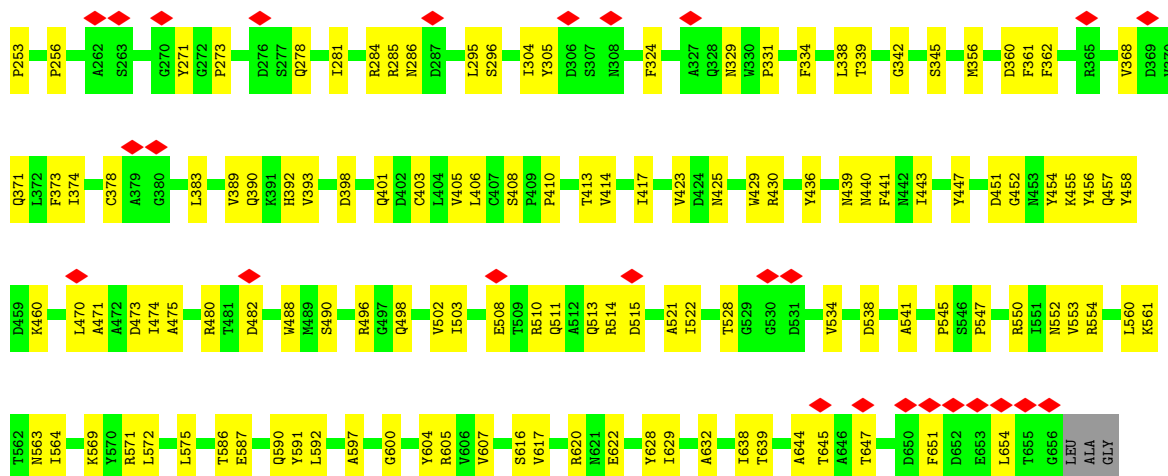 P253 P256 A262 S263 G270 Y271 G272 P273 D276 S277 Q278 I281 R284 R285 N286 D287 L295 S296 I304 Y305 D306 S307 N308 F324 A327 Q328 N329 W330 P331 F334 L338 T339 G342 S345 M356 D360 F361 F362 R365 V368 D369
Q371 L372 F373 I374 C378 A379 G380 L383 V389 Q390 K391 H392 V393 D398 Q401 D402 C403 L404 V405 L406 C407 S408 P409 P410 T413 V414 I417 V423 D424 N425 W429 R430 Y436 N439 N440 F441 N442 I443 Y447 D451 G452 N453 Y454 K455 Y456 Q457 Y458
D459 K460 L470 A471 A472 D473 I474 A475 R480 T481 D482 W488 M489 S490 R496 G497 Q498 V502 I503 E508 T509 R510 Q511 A512 Q513 R514 D515 A521 I522 T528 G529 G530 D531 V534 D538 A541 P545 S546 P547 R550 I551 N552 V553 R554 L560 K561
T562 N563 I564 K569 Y570 R571 L572 L575 T586 E587 Q590 Y591 L592 A597 G600 Y604 R605 V606 V607 S616 V617 R620 N621 E622 Y628 I629 A632 I638 T639 A644 T645 A646 T647 D650 F651 D652 E653 L654 T655 G656 LEU ALA GLY